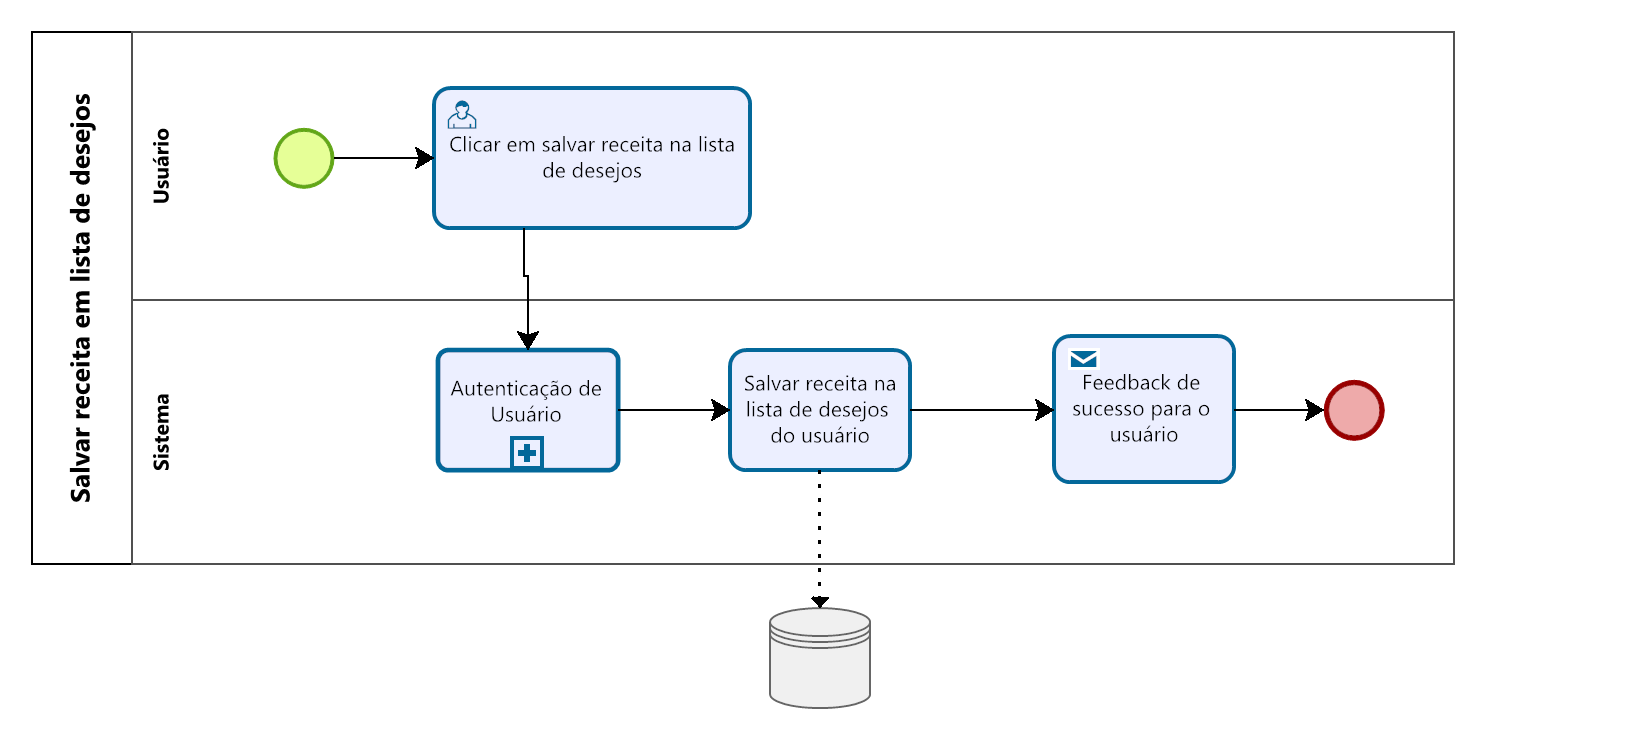 Salvar receita em lista de desejos
Usuário
Clicar em salvar receita na lista
de desejos
Sistema
Autenticação de
Usuário
Salvar receita na
lista de desejos
do usuário
Feedback de
sucesso para o
usuário